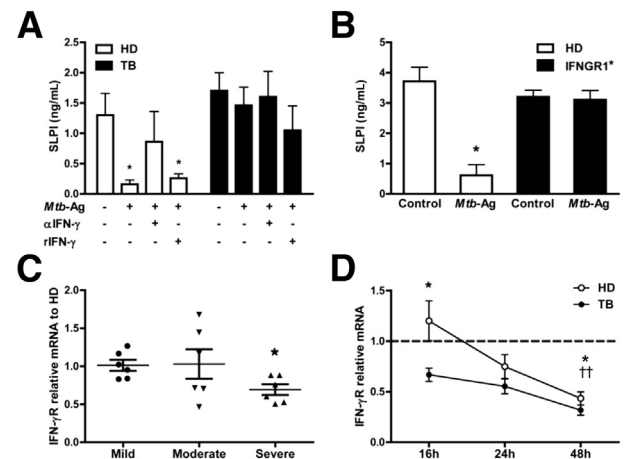 A
B
2.5
2.0
1.5
1.0
0.5
0.0
SLPI (ng/mL)
HD
TB
Mtb-Ag - + + + - + + +
αIFN-γ - - + - - - + -
rIFN-γ - - - + - - - +
* *
5
4
3
2
1
0
SLPI (ng/mL)
HD
IFNGR1*
*
Control Mtb-Ag Control Mtb-Ag
C
D
2.0
1.5
1.0
0.5
0.0
IFN-γR relative mRNA to HD
*
Mild Moderate Severe
1.5
1.0
0.5
0.0
IFN-γR relative mRNA
HD
TB
*
*
††
16h 24h 48h